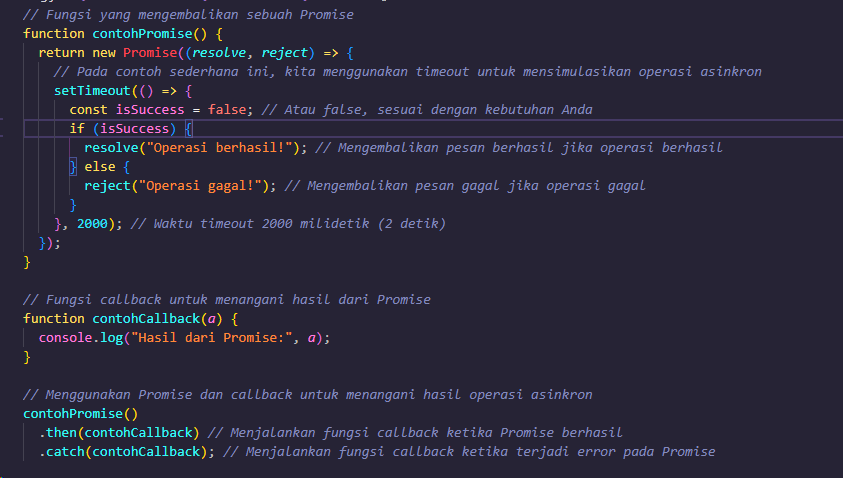 // Fungsi yang mengembalikan sebuah Promise
function contohPromise() {
  return new Promise((resolve, reject) => {
    // Pada contoh sederhana ini, kita menggunakan timeout untuk mensimulasikan operasi asinkron
    setTimeout(() => {
      const isSuccess = false; // Atau false, sesuai dengan kebutuhan Anda
      if (isSuccess) {
        resolve("Operasi berhasil!"); // Mengembalikan pesan berhasil jika operasi berhasil
      } else {
        reject("Operasi gagal!"); // Mengembalikan pesan gagal jika operasi gagal
      }
    }, 2000); // Waktu timeout 2000 milidetik (2 detik)
  });
}

// Fungsi callback untuk menangani hasil dari Promise
function contohCallback(a) {
  console.log("Hasil dari Promise:", a);
}

// Menggunakan Promise dan callback untuk menangani hasil operasi asinkron
contohPromise()
  .then(contohCallback) // Menjalankan fungsi callback ketika Promise berhasil
  .catch(contohCallback); // Menjalankan fungsi callback ketika terjadi error pada Promise